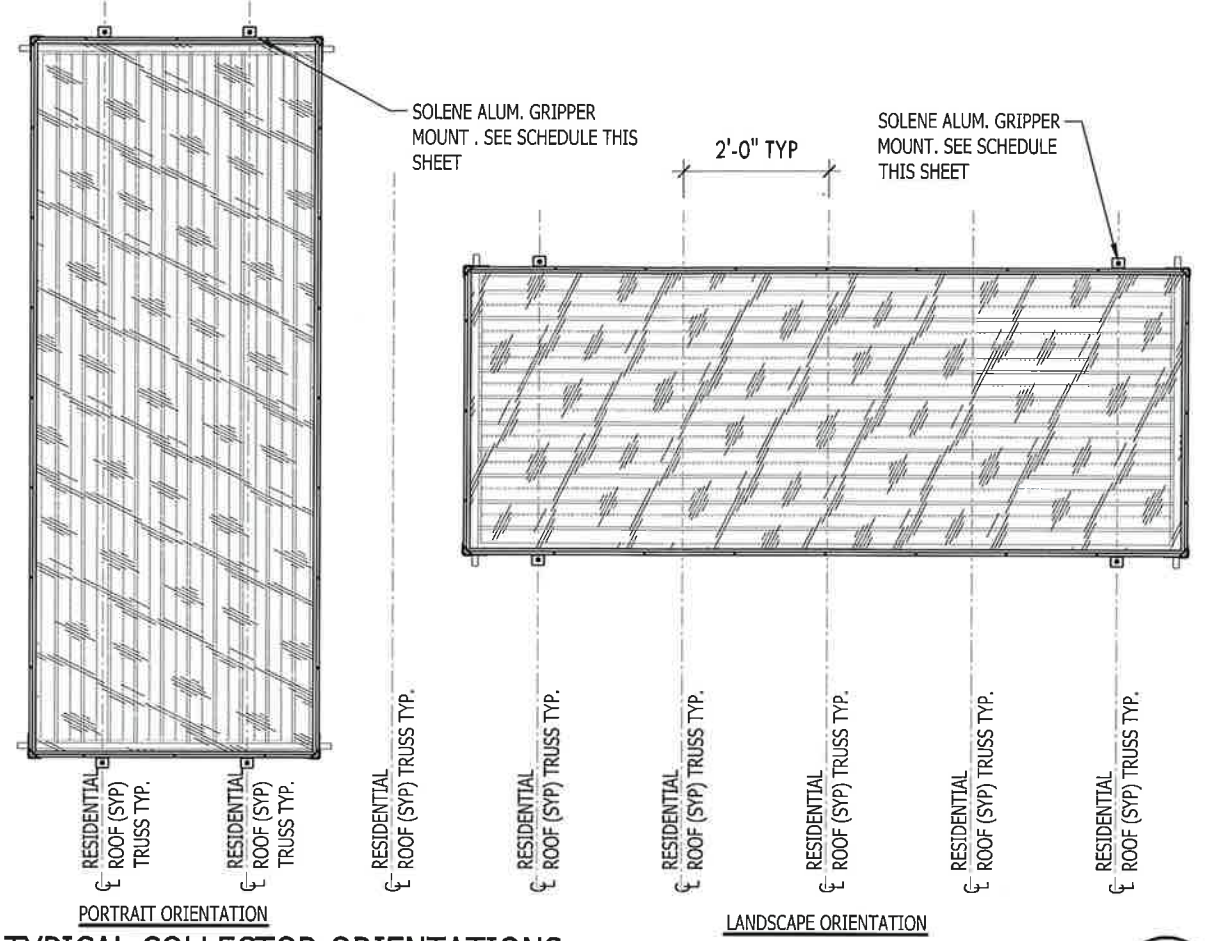 SOLENE ALUM. GRIPPER
MOUNT . SEE SCHEDULE THIS
SHEET
2'-0" TYP
SOLENE ALUM. GRIPPER
MOUNT. SEE SCHEDULE
THIS SHEET
RESIDENTIAL
ROOF (SYP)
TRUSS TYP.
RESIDENTIAL
ROOF (SYP)
TRUSS TYP.
RESIDENTIAL
ROOF (SYP) TRUSS TYP.
RESIDENTIAL
ROOF (SYP) TRUSS TYP.
RESIDENTIAL
ROOF (SYP) TRUSS TYP.
RESIDENTIAL
ROOF (SYP) TRUSS TYP.
RESIDENTIAL
ROOF (SYP) TRUSS TYP.
RESIDENTIAL
ROOF (SYP) TRUSS TYP.
℄ ℄ ℄ ℄ ℄ ℄ ℄ ℄
PORTRAIT ORIENTATION
LANDSCAPE ORIENTATION
TYPICAL COLLECTOR ORIENTATIONS